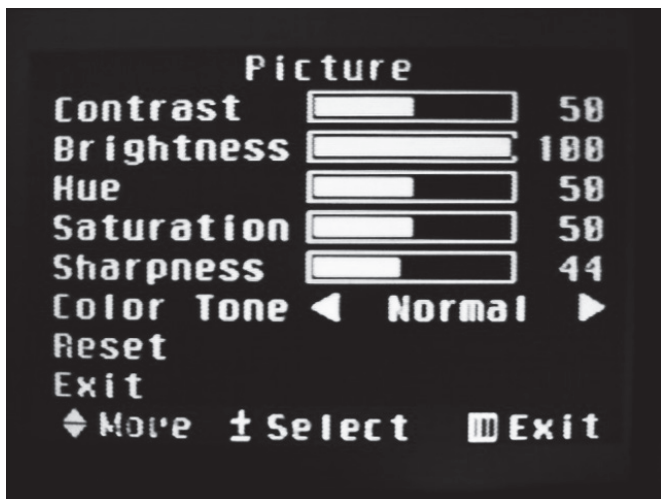 Picture
Contrast 50
Brightness 100
Hue 50
Saturation 50
Sharpness 44
Color Tone Normal
Reset
Exit
Move ± Select Exit